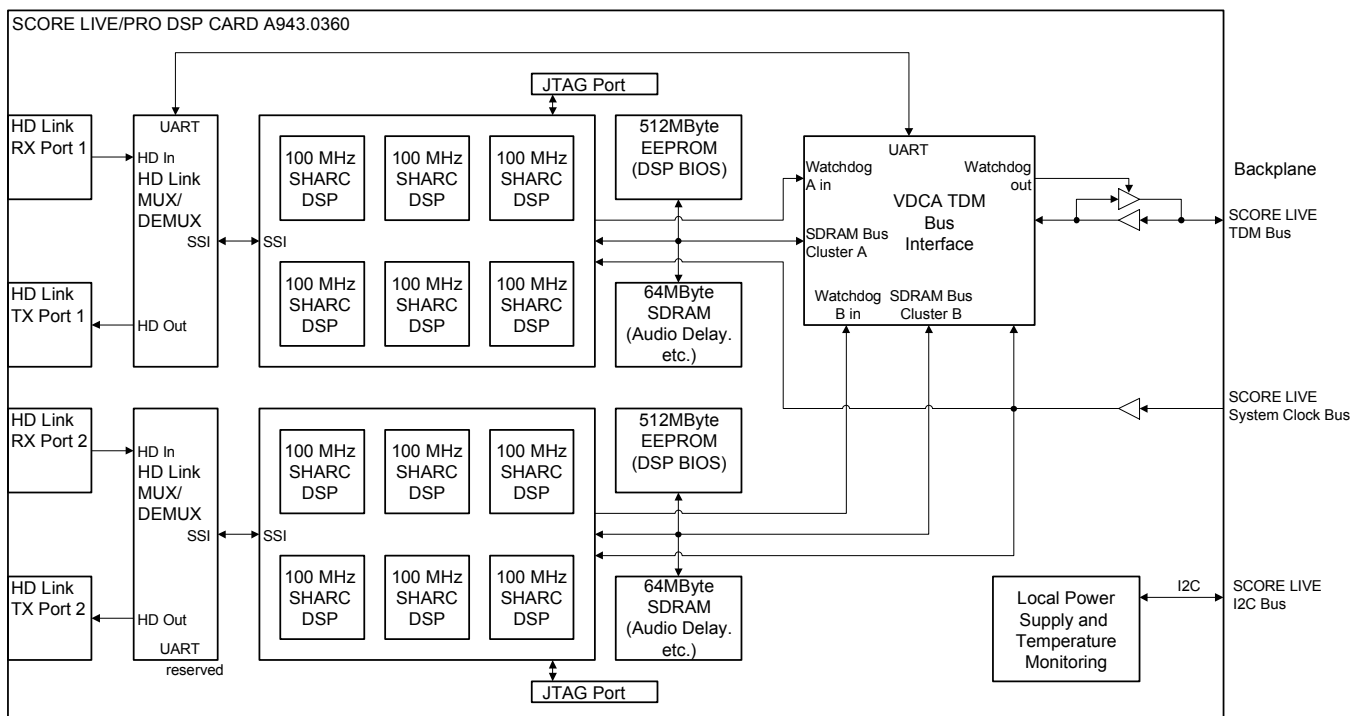 SCORE LIVE/PRO DSP CARD A943.0360
JTAG Port
HD Link
RX Port 1
UART
HD In
HD Link
MUX/
DEMUX
SSI
HD Out
HD Link
TX Port 1
SSI
100 MHz
SHARC
DSP
100 MHz
SHARC
DSP
100 MHz
SHARC
DSP
100 MHz
SHARC
DSP
100 MHz
SHARC
DSP
100 MHz
SHARC
DSP
512MByte
EEPROM
(DSP BIOS)
64MByte
SDRAM
(Audio Delay.
etc.)
UART
Watchdog
A in
Watchdog
out
VDCA TDM
Bus
Interface
SDRAM Bus
Cluster A
Watchdog
B in
SDRAM Bus
Cluster B
Backplane
SCORE LIVE
TDM Bus
SCORE LIVE
System Clock Bus
HD Link
RX Port 2
HD In
HD Link
MUX/
DEMUX
SSI
HD Out
UART
reserved
HD Link
TX Port 2
SSI
100 MHz
SHARC
DSP
100 MHz
SHARC
DSP
100 MHz
SHARC
DSP
100 MHz
SHARC
DSP
100 MHz
SHARC
DSP
100 MHz
SHARC
DSP
512MByte
EEPROM
(DSP BIOS)
64MByte
SDRAM
(Audio Delay.
etc.)
JTAG Port
Local Power
Supply and
Temperature
Monitoring
I2C
SCORE LIVE
I2C Bus